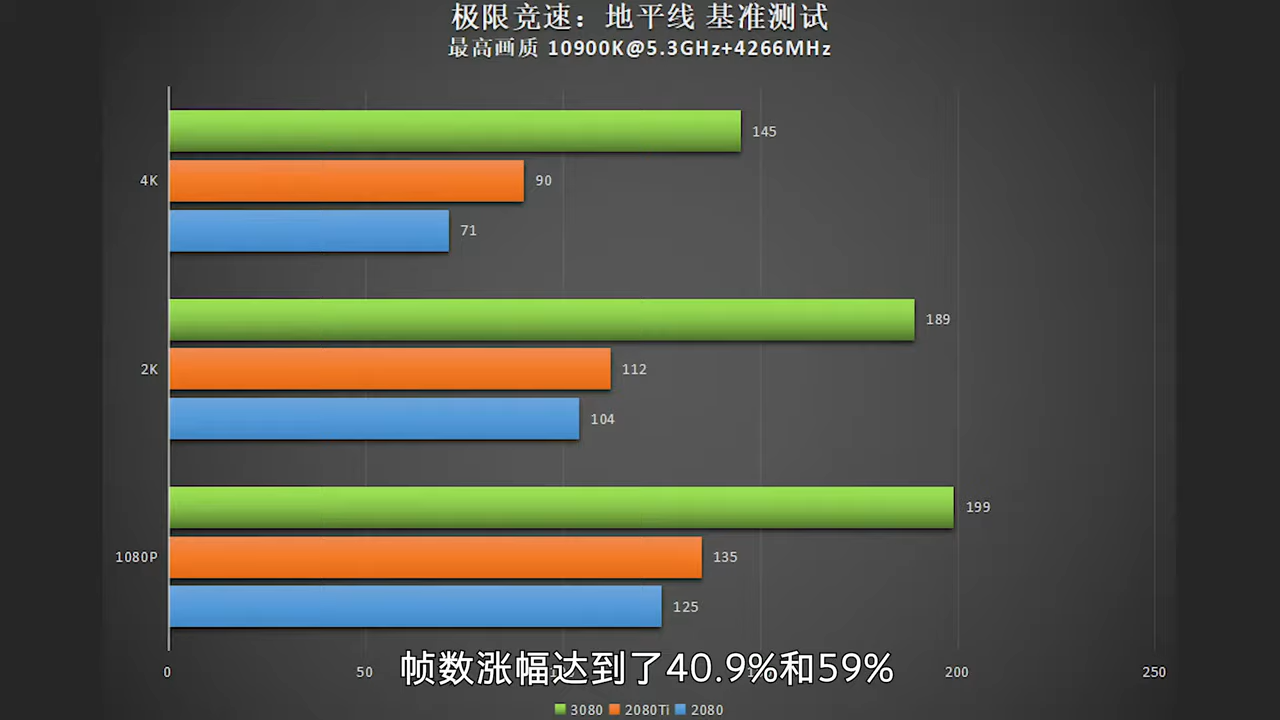 极限竞速：地平线 基准测试
最高画质 10900K@5.3GHz+4266MHz
145
4K
90
71
189
2K
112
104
199
1080P
135
125
0
50
200
250
帧数涨幅达到了40.9%和59%
3080 2080Ti 2080